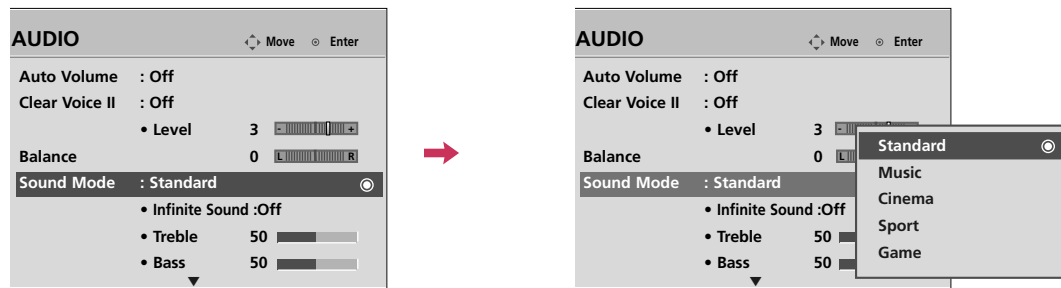 AUDIO Move Enter
Auto Volume : Off
Clear Voice II : Off
• Level 3 - +
Balance 0 L R
Sound Mode : Standard
• Infinite Sound :Off
• Treble 50
• Bass 50
AUDIO Move Enter
Auto Volume : Off
Clear Voice II : Off
• Level 3 -
Balance 0 L
Sound Mode : Standard
• Infinite Sound :Off
• Treble 50
• Bass 50
Standard
Music
Cinema
Sport
Game